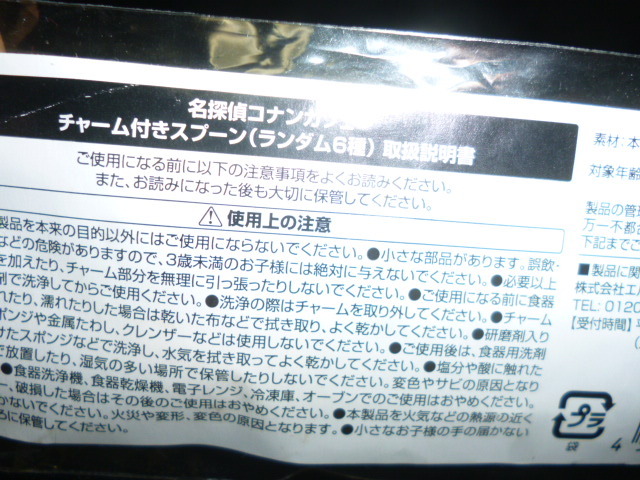 名探偵コナンカフェ
チャーム付きスプーン(ランダム6種) 取扱説明書
ご使用になる前に以下の注意事項をよくお読みください。
また、お読みになった後も大切に保管してください。
⚠使用上の注意
製品を本来の目的以外にはご使用にならないでください。●小さな部品があります。誤飲・
などの危険がありますので、3歳未満のお子様には絶対に与えないでください。●必要以上
を加えたり、チャーム部分を無理に引っ張ったりしないでください。●ご使用になる前に食器
剤で洗浄してからご使用ください。●洗浄の際はチャームを取り外してください。●チャーム
れたり、濡れたりした場合は乾いた布などで拭き取り、よく乾かしてください。●研磨剤入り
ポンジや金属たわし、クレンザーなどは使用しないでください。●ご使用後は、食器用洗剤
けたスポンジなどで洗浄し、水気を拭き取ってよく乾かしてください。●塩分や酸に触れた
で放置したり、湿気の多い場所で保管したりしないでください。変色やサビの原因となり
●食器洗浄機、食器乾燥機、電子レンジ、冷凍庫、オーブンでのご使用はおやめください。
破損した場合はその後のご使用はおやめください。●本製品を火気などの熱源の近く
かないでください。火災や変形、変色の原因となります。●小さなお子様の手の届かない
ろに保管してください。
素材:本
対象年齢
製品の管理
万一不都合
下記までご
■製品に関
株式会社エ
TEL: 0120
【受付時間】
(
プラ
袋
4